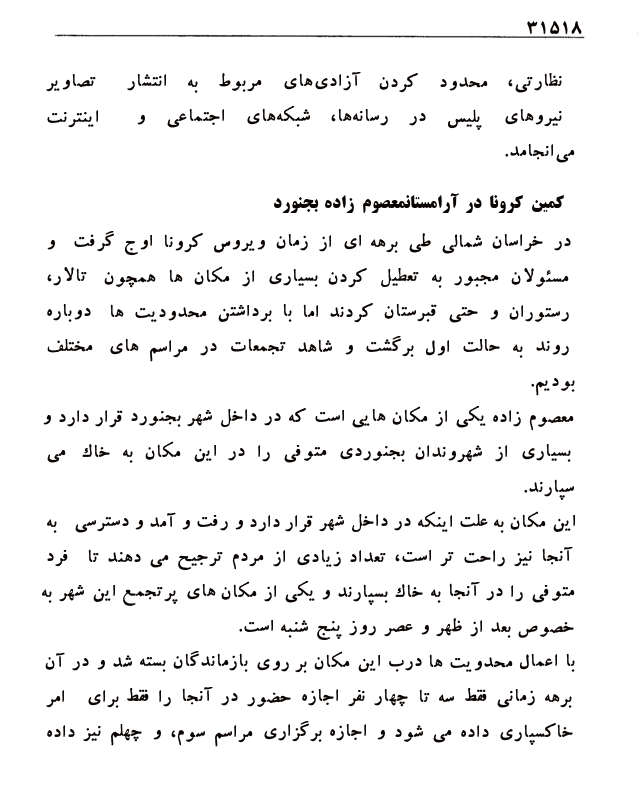 ۳۱۵۱۸
نظارتی، محدود کردن آزادی‌های مربوط به انتشار تصاویر
نیروهای پلیس در رسانه‌ها، شبکه‌های اجتماعی و اینترنت
می‌انجامد.
کمین کرونا در آرامستانمعصوم زاده بجنورد
در خراسان شمالی طی برهه ای از زمان ویروس کرونا اوج گرفت و
مسئولان مجبور به تعطیل کردن بسیاری از مکان ها همچون تالار،
رستوران و حتی قبرستان کردند اما با برداشتن محدودیت ها دوباره
روند به حالت اول برگشت و شاهد تجمعات در مراسم های مختلف
بودیم.
معصوم زاده یکی از مکان هایی است که در داخل شهر بجنورد قرار دارد و
بسیاری از شهروندان بجنوردی متوفی را در این مکان به خاک می
سپارند.
این مکان به علت اینکه در داخل شهر قرار دارد و رفت و آمد و دسترسی به
آنجا نیز راحت تر است، تعداد زیادی از مردم ترجیح می دهند تا فرد
متوفی را در آنجا به خاک بسپارند و یکی از مکان های پرتجمع این شهر به
خصوص بعد از ظهر و عصر روز پنج شنبه است.
با اعمال محدویت ها درب این مکان بر روی بازماندگان بسته شد و در آن
برهه زمانی فقط سه تا چهار نفر اجازه حضور در آنجا را فقط برای امر
خاکسپاری داده می شود و اجازه برگزاری مراسم سوم، و چهلم نیز داده